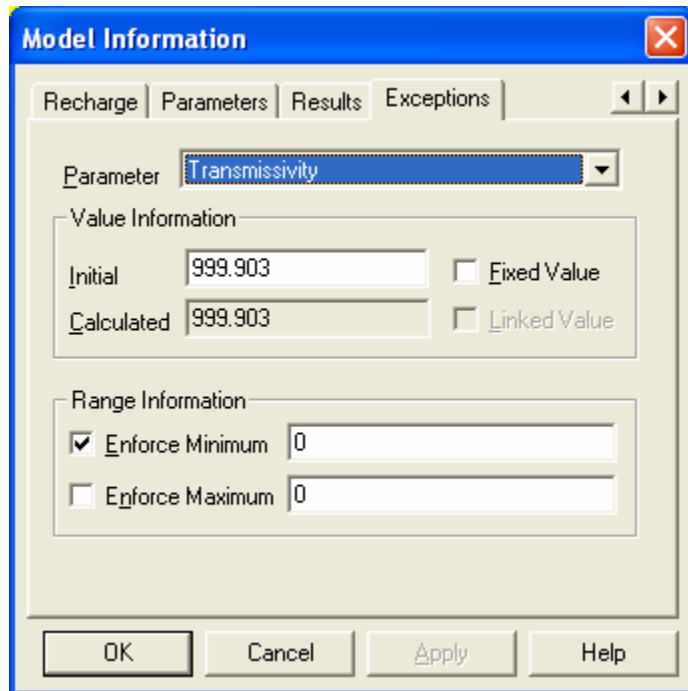 Model Information
Recharge Parameters Results Exceptions
Parameter Transmissivity
Value Information
Initial 999.903 Fixed Value
Calculated 999.903 Linked Value
Range Information
Enforce Minimum 0
Enforce Maximum 0
OK Cancel Apply Help